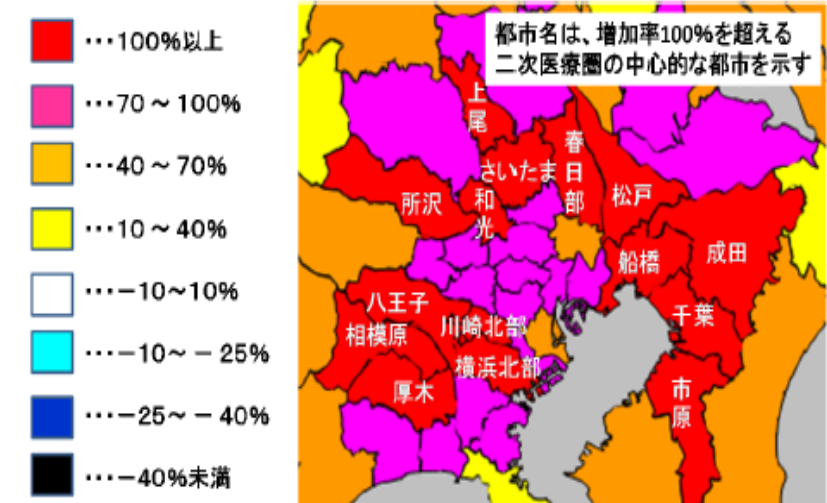 …100%以上
…70～100%
…40～70%
…10～40%
…－10～10%
…－10～－25%
…－25～－40%
…－40%未満
都市名は、増加率100%を超える
二次医療圏の中心的な都市を示す
上尾
春日部
さいたま
所沢
和光
松戸
船橋
成田
八王子
千葉
相模原
川崎北部
横浜北部
厚木
市原